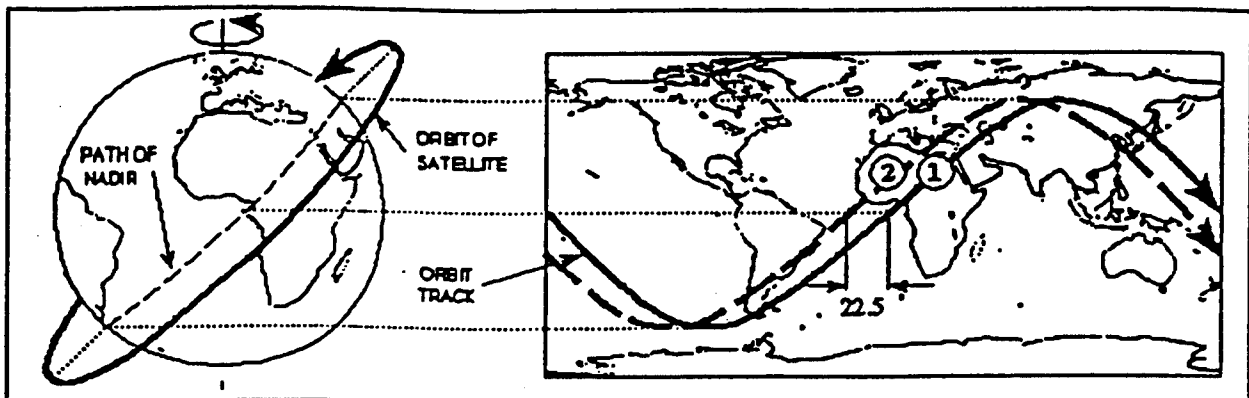 PATH OF
NADIR
ORBIT OF
SATELLITE
ORBIT
TRACK
2
1
22.5